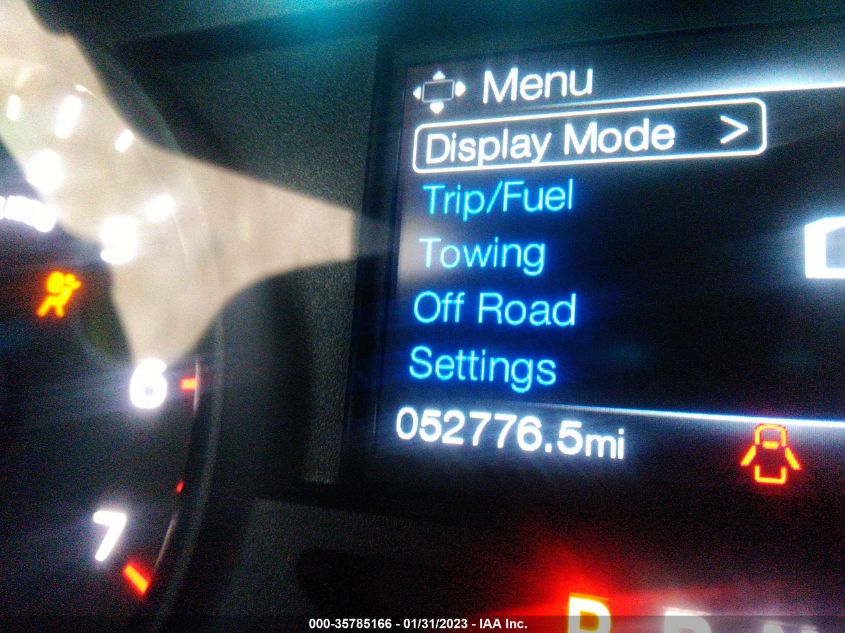 Menu
Display Mode >
Trip/Fuel
Towing
Off Road
Settings
052776.5mi
6
7
P
000-35785166 - 01/31/2023 - IAA Inc.